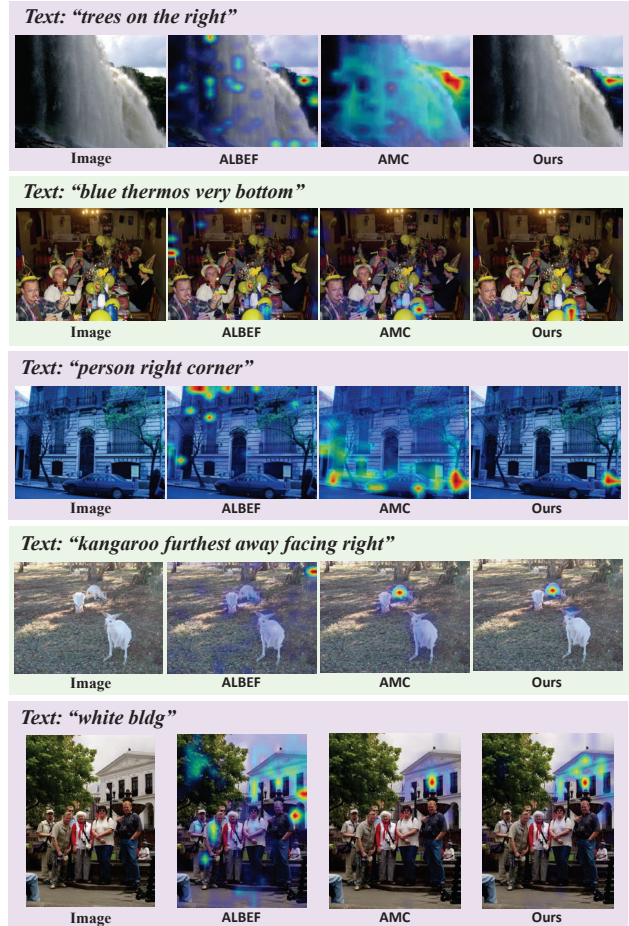 Text: “trees on the right”
Image ALBEF AMC Ours
Text: “blue thermos very bottom”
Image ALBEF AMC Ours
Text: “person right corner”
Image ALBEF AMC Ours
Text: “kangaroo furthest away facing right”
Image ALBEF AMC Ours
Text: “white bldg”
Image ALBEF AMC Ours